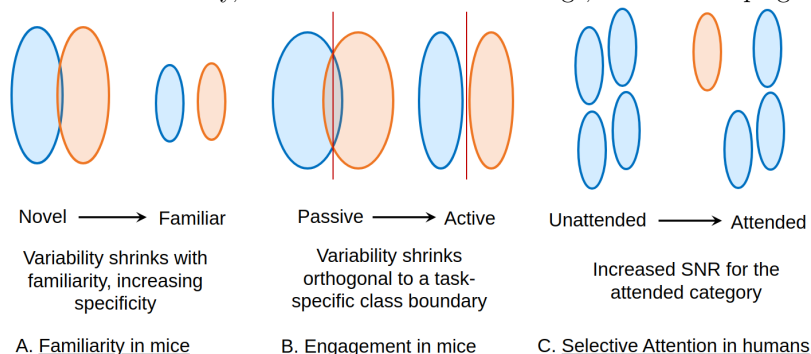 Novel → Familiar
Passive → Active
Unattended → Attended
Variability shrinks with
familiarity, increasing
specificity
Variability shrinks
orthogonal to a task-
specific class boundary
Increased SNR for the
attended category
A. Familiarity in mice
B. Engagement in mice
C. Selective Attention in humans